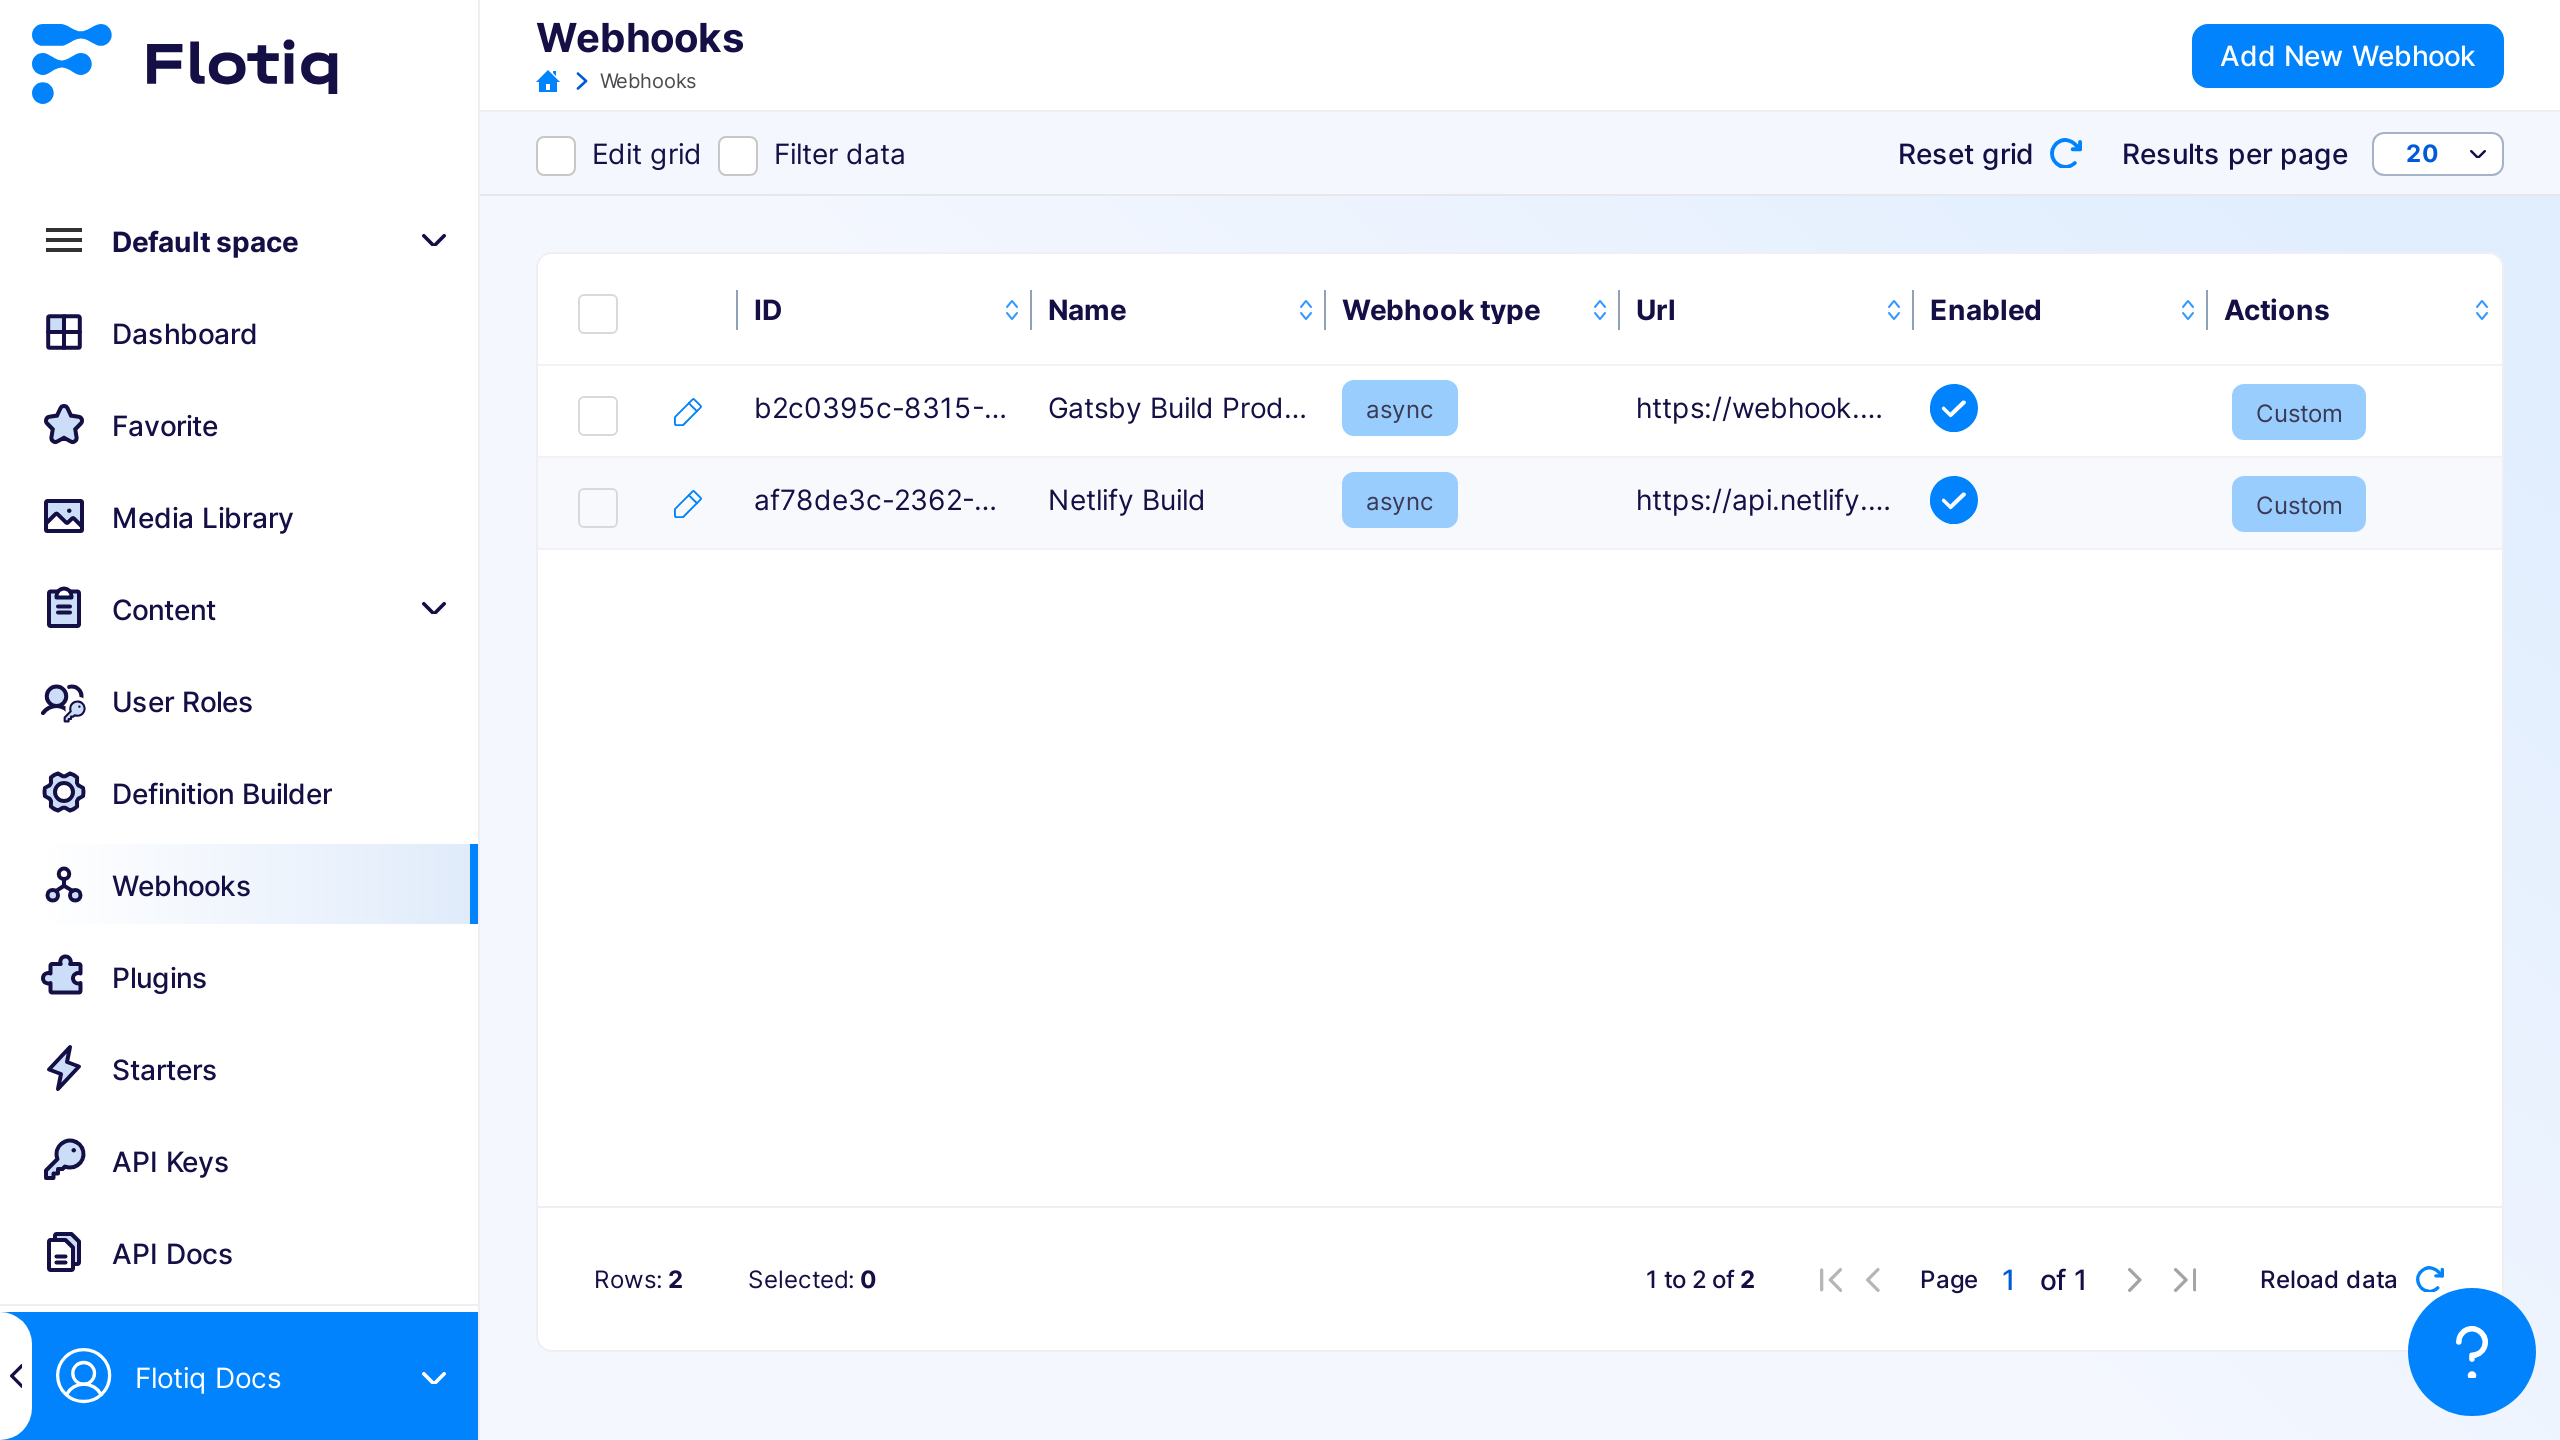 Flotiq
Default space
Dashboard
Favorite
Media Library
Content
User Roles
Definition Builder
Webhooks
Plugins
Starters
API Keys
API Docs
Flotiq Docs
Webhooks
Webhooks
Add New Webhook
Edit grid Filter data Reset grid Results per page 20
ID Name Webhook type Url Enabled Actions
b2c0395c-8315-... Gatsby Build Prod... async https://webhook.... Custom
af78de3c-2362-... Netlify Build async https://api.netlify.... Custom
Rows: 2 Selected: 0 1 to 2 of 2 Page 1 of 1 Reload data
?